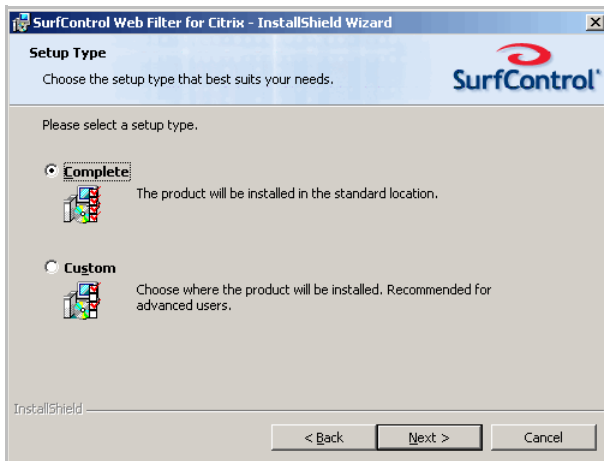 SurfControl Web Filter for Citrix - InstallShield Wizard
Setup Type
Choose the setup type that best suits your needs.
SurfControl
Please select a setup type.
Complete
The product will be installed in the standard location.
Custom
Choose where the product will be installed. Recommended for
advanced users.
InstallShield
< Back Next > Cancel